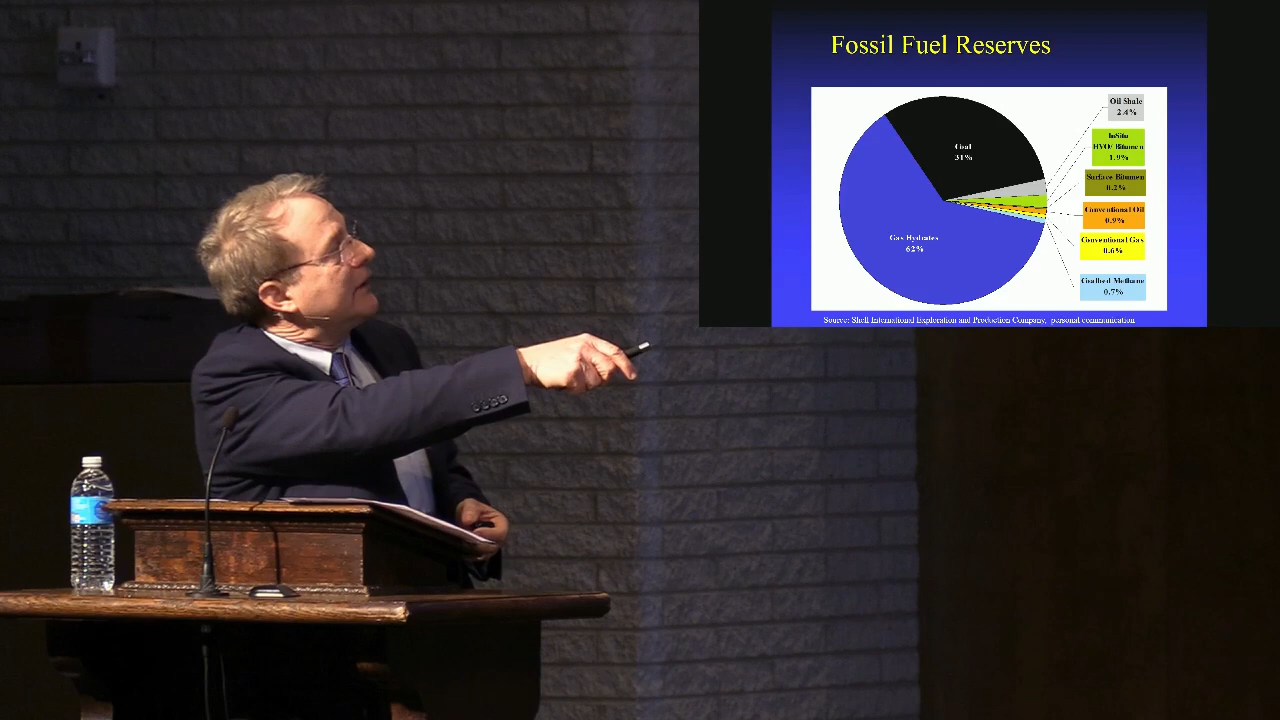 Fossil Fuel Reserves
Oil Shale
2.4%
InSitu
HVO/ Bitumen
1.9%
Surface Bitumen
0.2%
Conventional Oil
0.9%
Conventional Gas
0.6%
Coalbed Methane
0.7%
Coal
31%
Gas Hydrates
62%
Source: Shell International Exploration and Production Company, personal communication